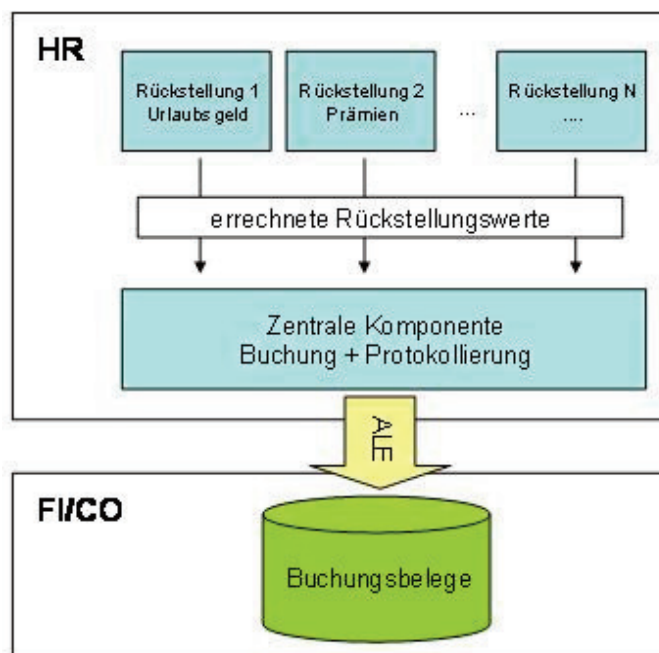 HR
Rückstellung 1
Urlaubsgeld
Rückstellung 2
Prämien
...
Rückstellung N
....
errechnete Rückstellungswerte
Zentrale Komponente
Buchung + Protokollierung
ALE
FI/CO
Buchungsbelege